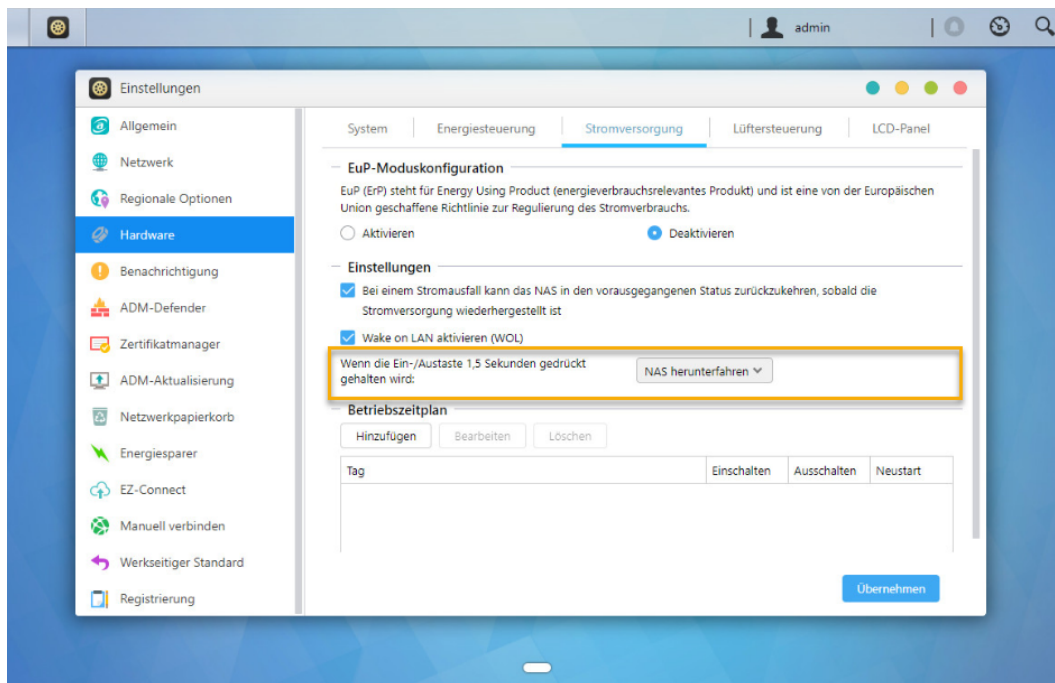 admin
Einstellungen
Allgemein
Netzwerk
Regionale Optionen
Hardware
Benachrichtigung
ADM-Defender
Zertifikatmanager
ADM-Aktualisierung
Netzwerkpapierkorb
Energiesparer
EZ-Connect
Manuell verbinden
Werkseitiger Standard
Registrierung
System Energiesteuerung Stromversorgung Lüftersteuerung LCD-Panel
EuP-Moduskonfiguration
EuP (ErP) steht für Energy Using Product (energieverbrauchsrelevantes Produkt) und ist eine von der Europäischen
Union geschaffene Richtlinie zur Regulierung des Stromverbrauchs.
Aktivieren Deaktivieren
Einstellungen
Bei einem Stromausfall kann das NAS in den vorausgegangenen Status zurückzukehren, sobald die
Stromversorgung wiederhergestellt ist
Wake on LAN aktivieren (WOL)
Wenn die Ein-/Austaste 1,5 Sekunden gedrückt
gehalten wird:
NAS herunterfahren
Betriebszeitplan
Hinzufügen Bearbeiten Löschen
Tag Einschalten Ausschalten Neustart
Übernehmen